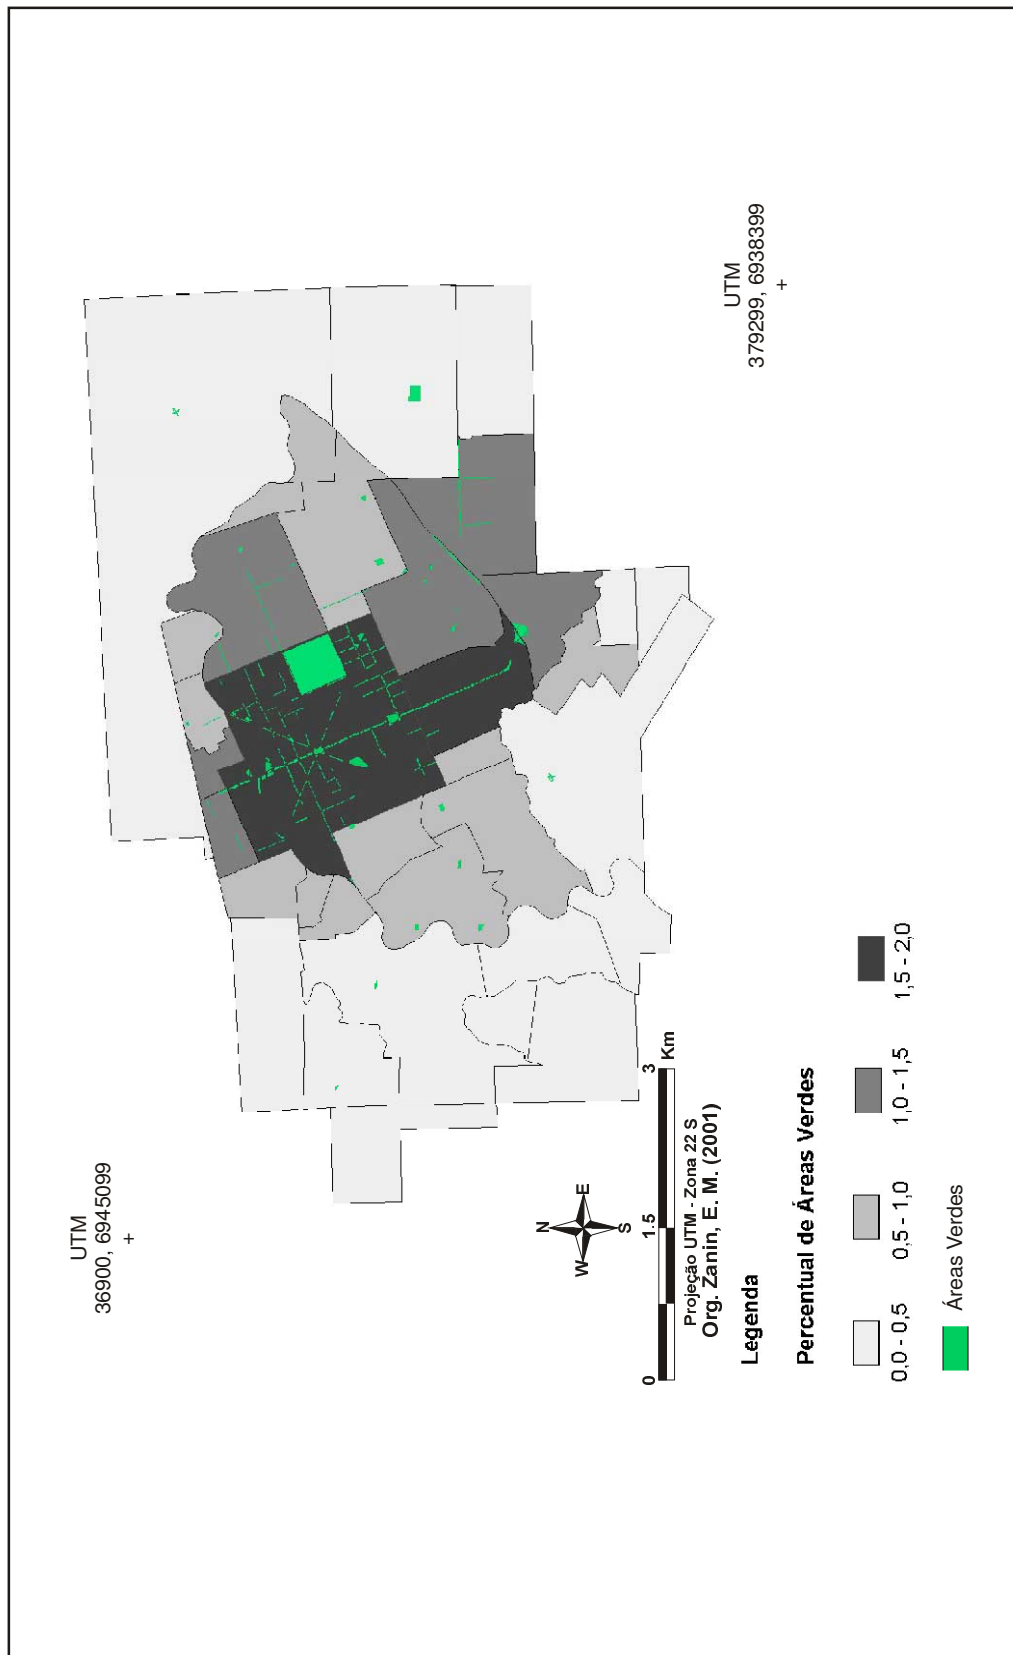 UTM
36900, 6945099
+
UTM
379299, 6938399
+
N
W
E
S
0
1.5
3
Km
Projeção UTM - Zona 22 S
Org. Zanin, E. M. (2001)
Legenda
Percentual de Áreas Verdes
0,0 - 0,5
0,5 - 1,0
1,0 - 1,5
1,5 - 2,0
Áreas Verdes